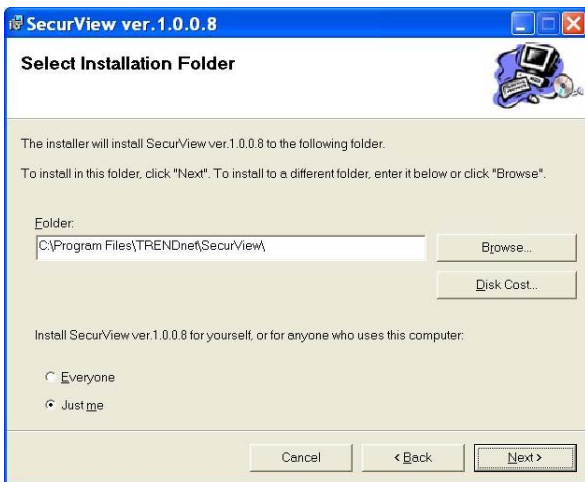 SecurView ver.1.0.0.8
Select Installation Folder
The installer will install SecurView ver.1.0.0.8 to the following folder.
To install in this folder, click "Next". To install to a different folder, enter it below or click "Browse".
Folder:
C:\Program Files\TRENDnet\SecurView\
Browse...
Disk Cost...
Install SecurView ver.1.0.0.8 for yourself, or for anyone who uses this computer:
Everyone
Just me
Cancel
< Back
Next >